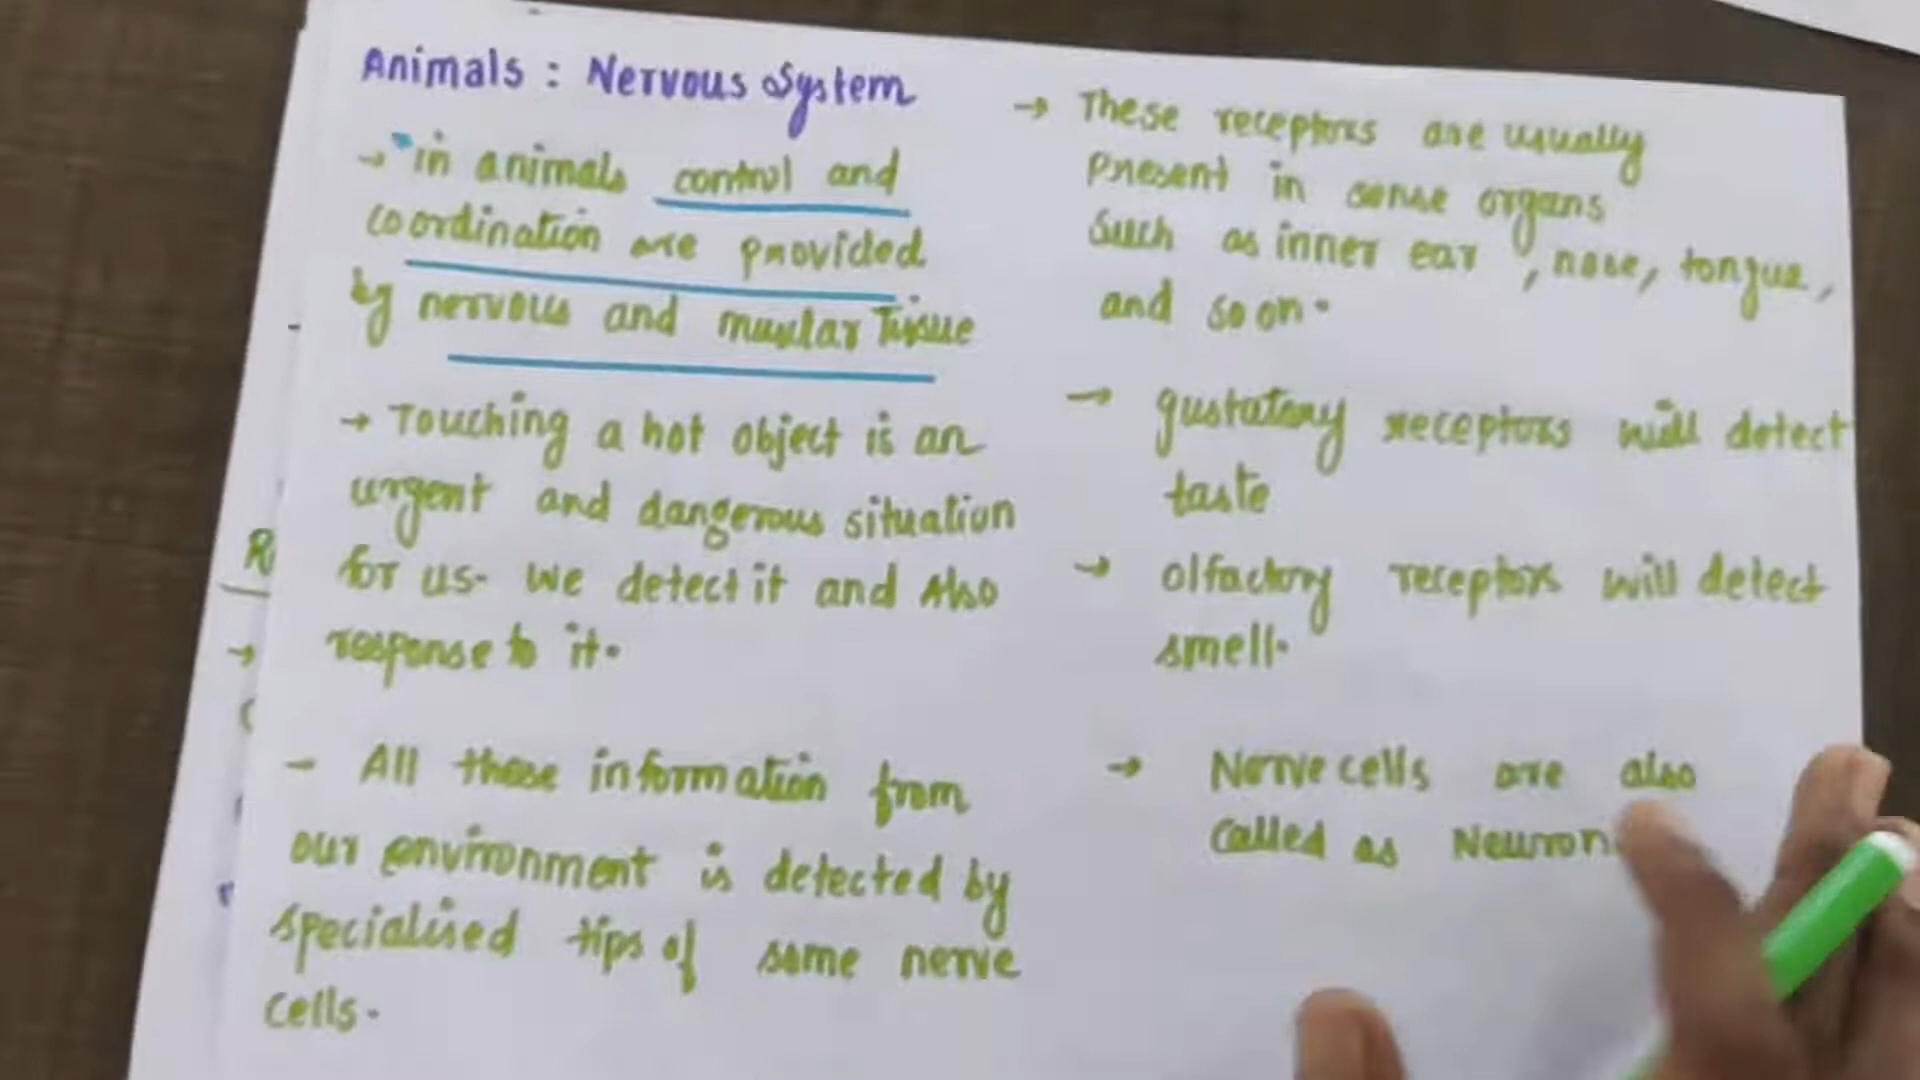 Animals : Nervous System
→ in animals control and
coordination are provided
by nervous and muular Tissue
→ Touching a hot object is an
urgent and dangerous situation
for us. we detect it and Also
response to it.
- All these information from
our environment is detected by
specialised tips of some nerve
cells.
→ These receptors are usually
present in sense organs
such as inner ear, nose, tongue,
and so on.
→ gustatory receptors will detect
taste
→ olfactory receptors will detect
smell.
→ Nerve cells are also
called as Neuron